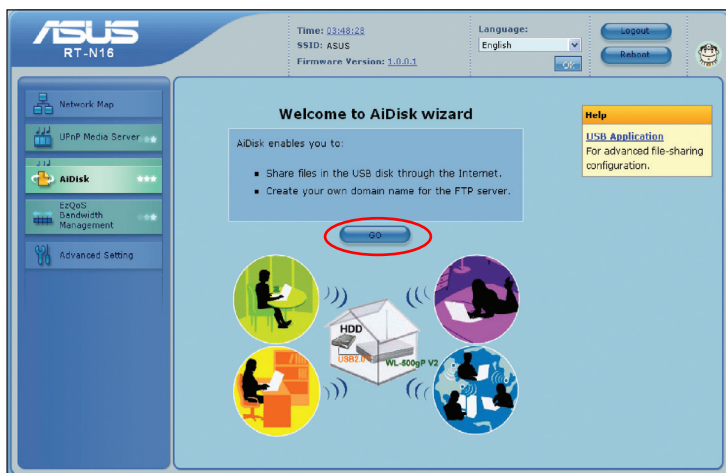 ASUS
RT-N16
Time: 03:48:28
SSID: ASUS
Firmware Version: 1.0.0.1
Language:
English
OK
Logout
Reboot
Network Map
UPnP Media Server
AiDisk
EzQoS
Bandwidth
Management
Advanced Setting
Welcome to AiDisk wizard
AiDisk enables you to:
Share files in the USB disk through the Internet.
Create your own domain name for the FTP server.
GO
HDD
USB2.0
WL-500gP V2
Help
USB Application
For advanced file-sharing
configuration.